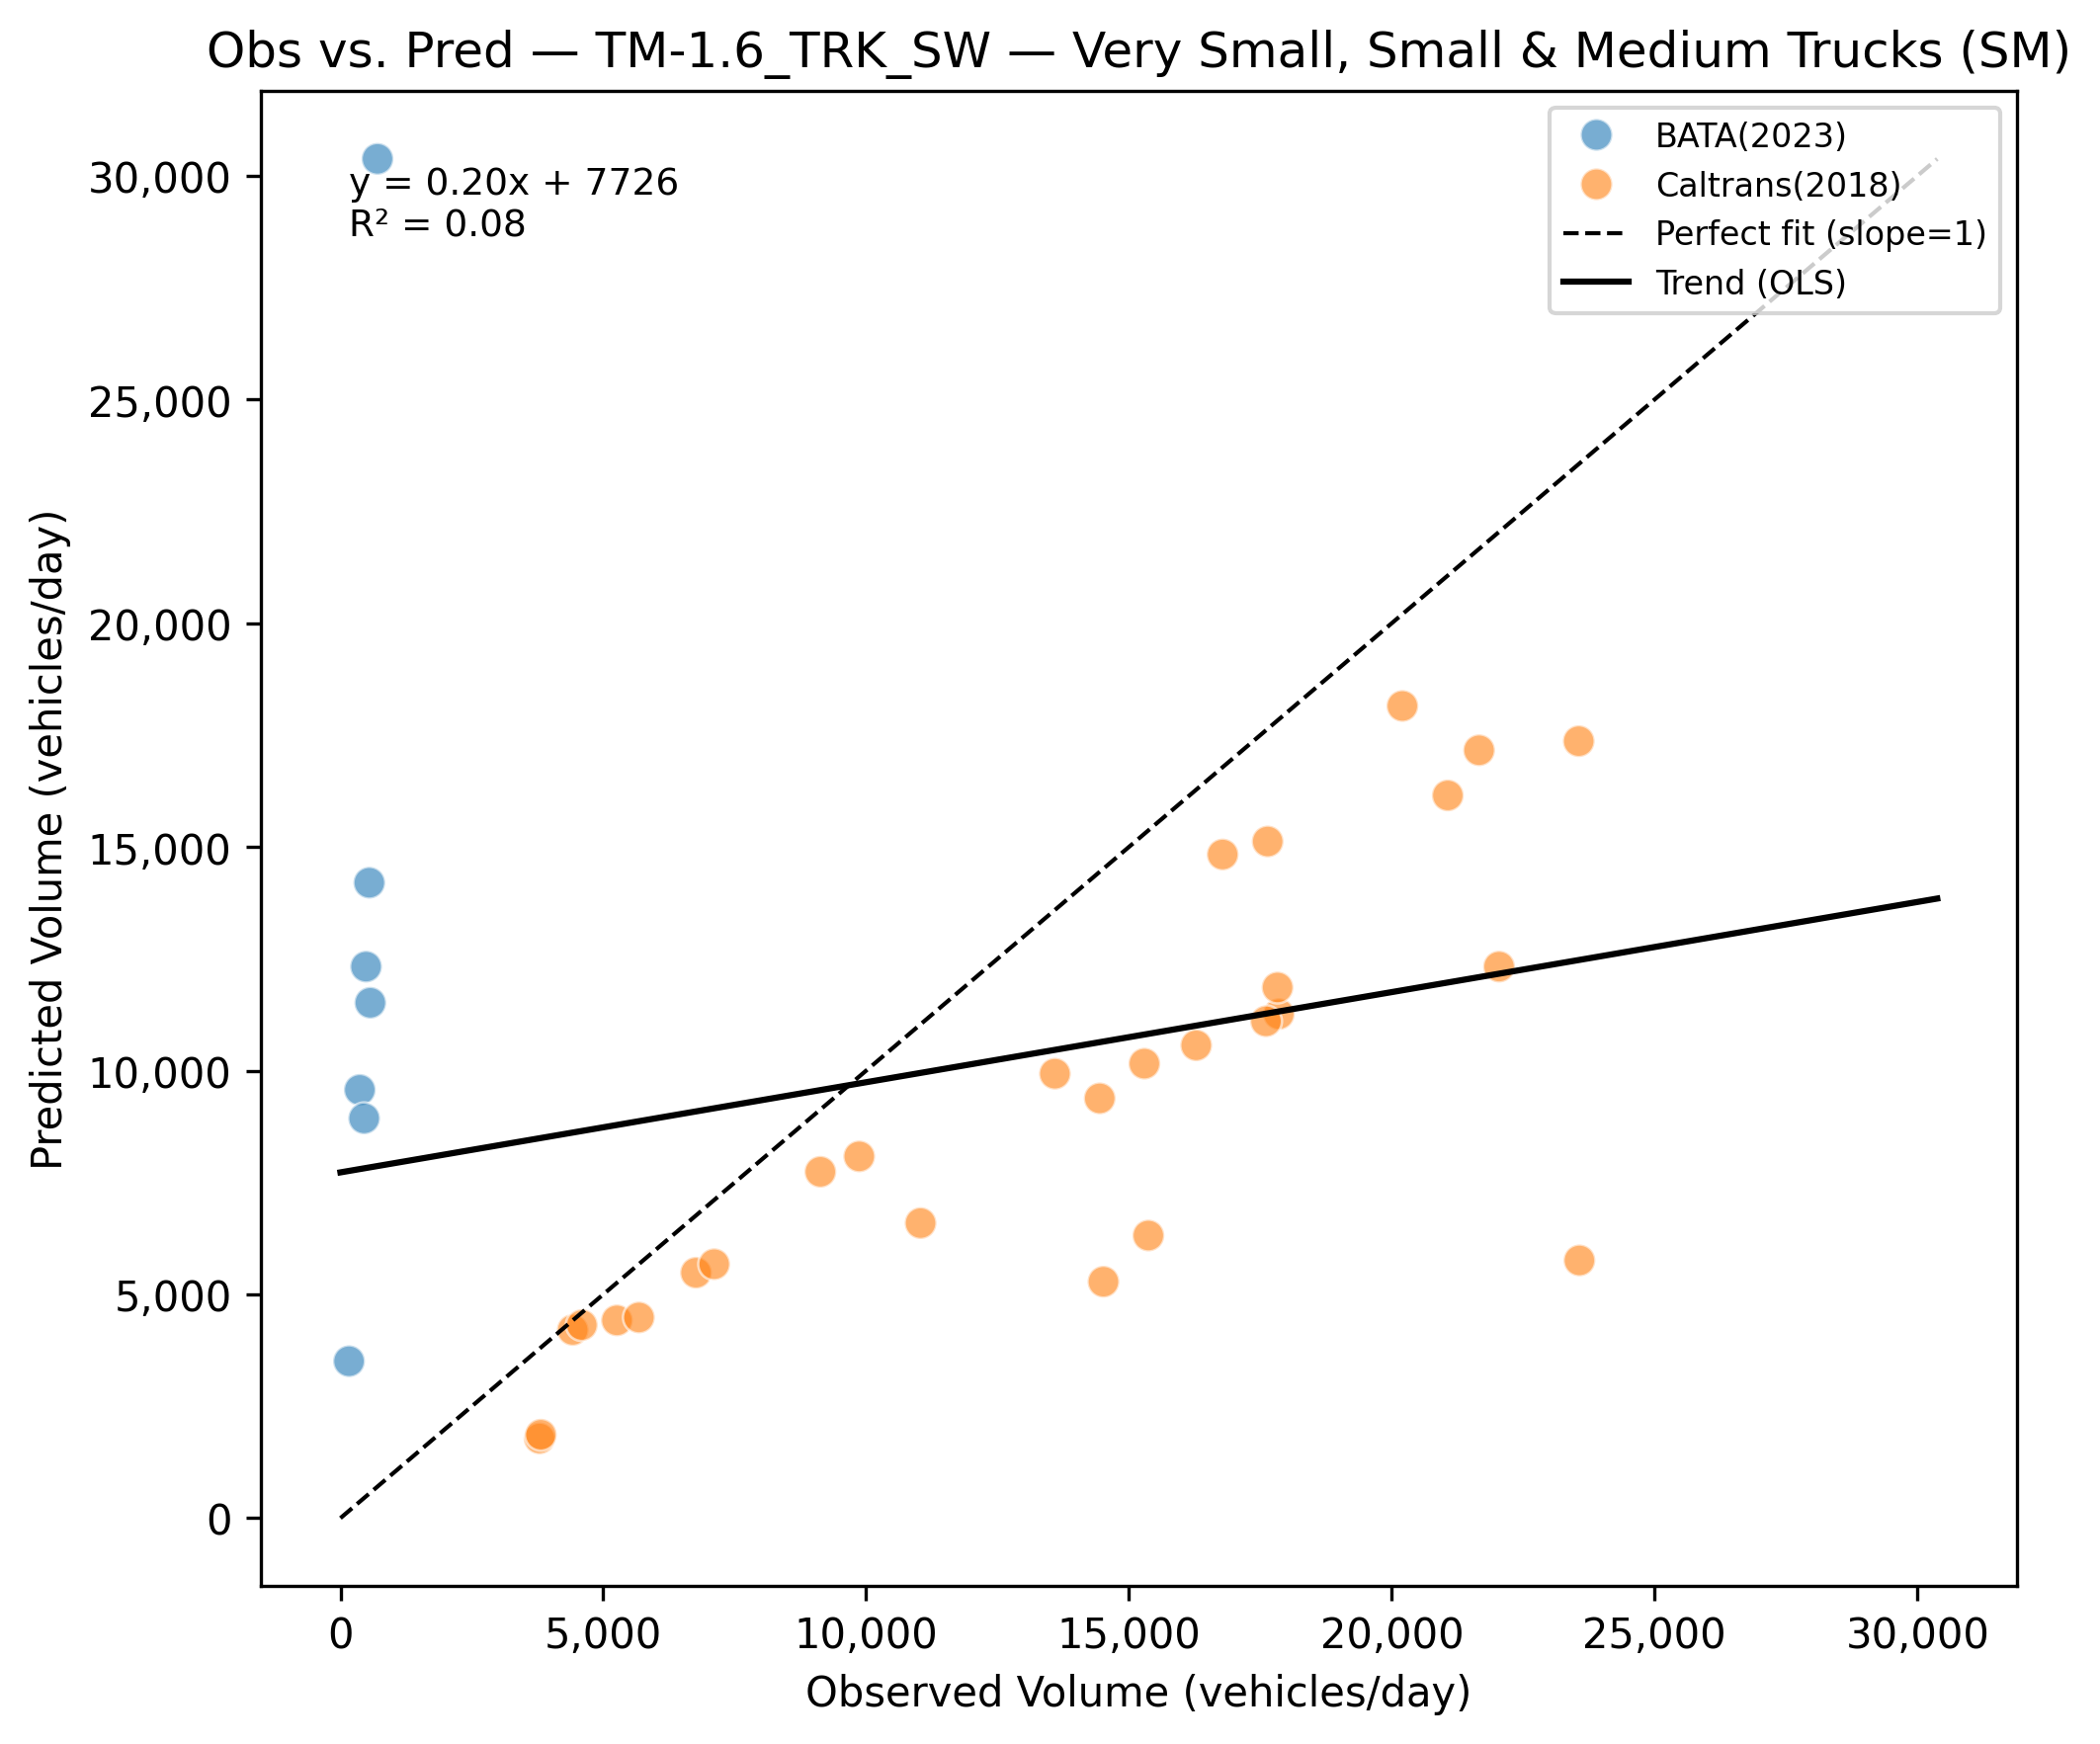 Obs vs. Pred — TM-1.6_TRK_SW — Very Small, Small & Medium Trucks (SM)
BATA(2023)
Caltrans(2018)
Perfect fit (slope=1)
Trend (OLS)
y = 0.20x + 7726
R² = 0.08
Predicted Volume (vehicles/day)
30,000
25,000
20,000
15,000
10,000
5,000
0
0
5,000
10,000
15,000
20,000
25,000
30,000
Observed Volume (vehicles/day)